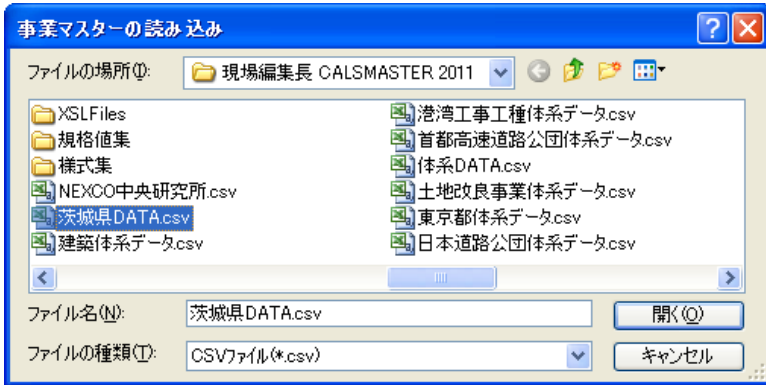 事業マスターの読み込み
ファイルの場所(I):
現場編集長 CALSMASTER 2011
XSLFiles
規格値集
様式集
NEXCO中央研究所.csv
茨城県DATA.csv
建築体系データ.csv
港湾工事工種体系データ.csv
首都高速道路公団体系データ.csv
体系DATA.csv
土地改良事業体系データ.csv
東京都体系データ.csv
日本道路公団体系データ.csv
ファイル名(N):
茨城県DATA.csv
開く(O)
ファイルの種類(T):
CSVファイル(*.csv)
キャンセル